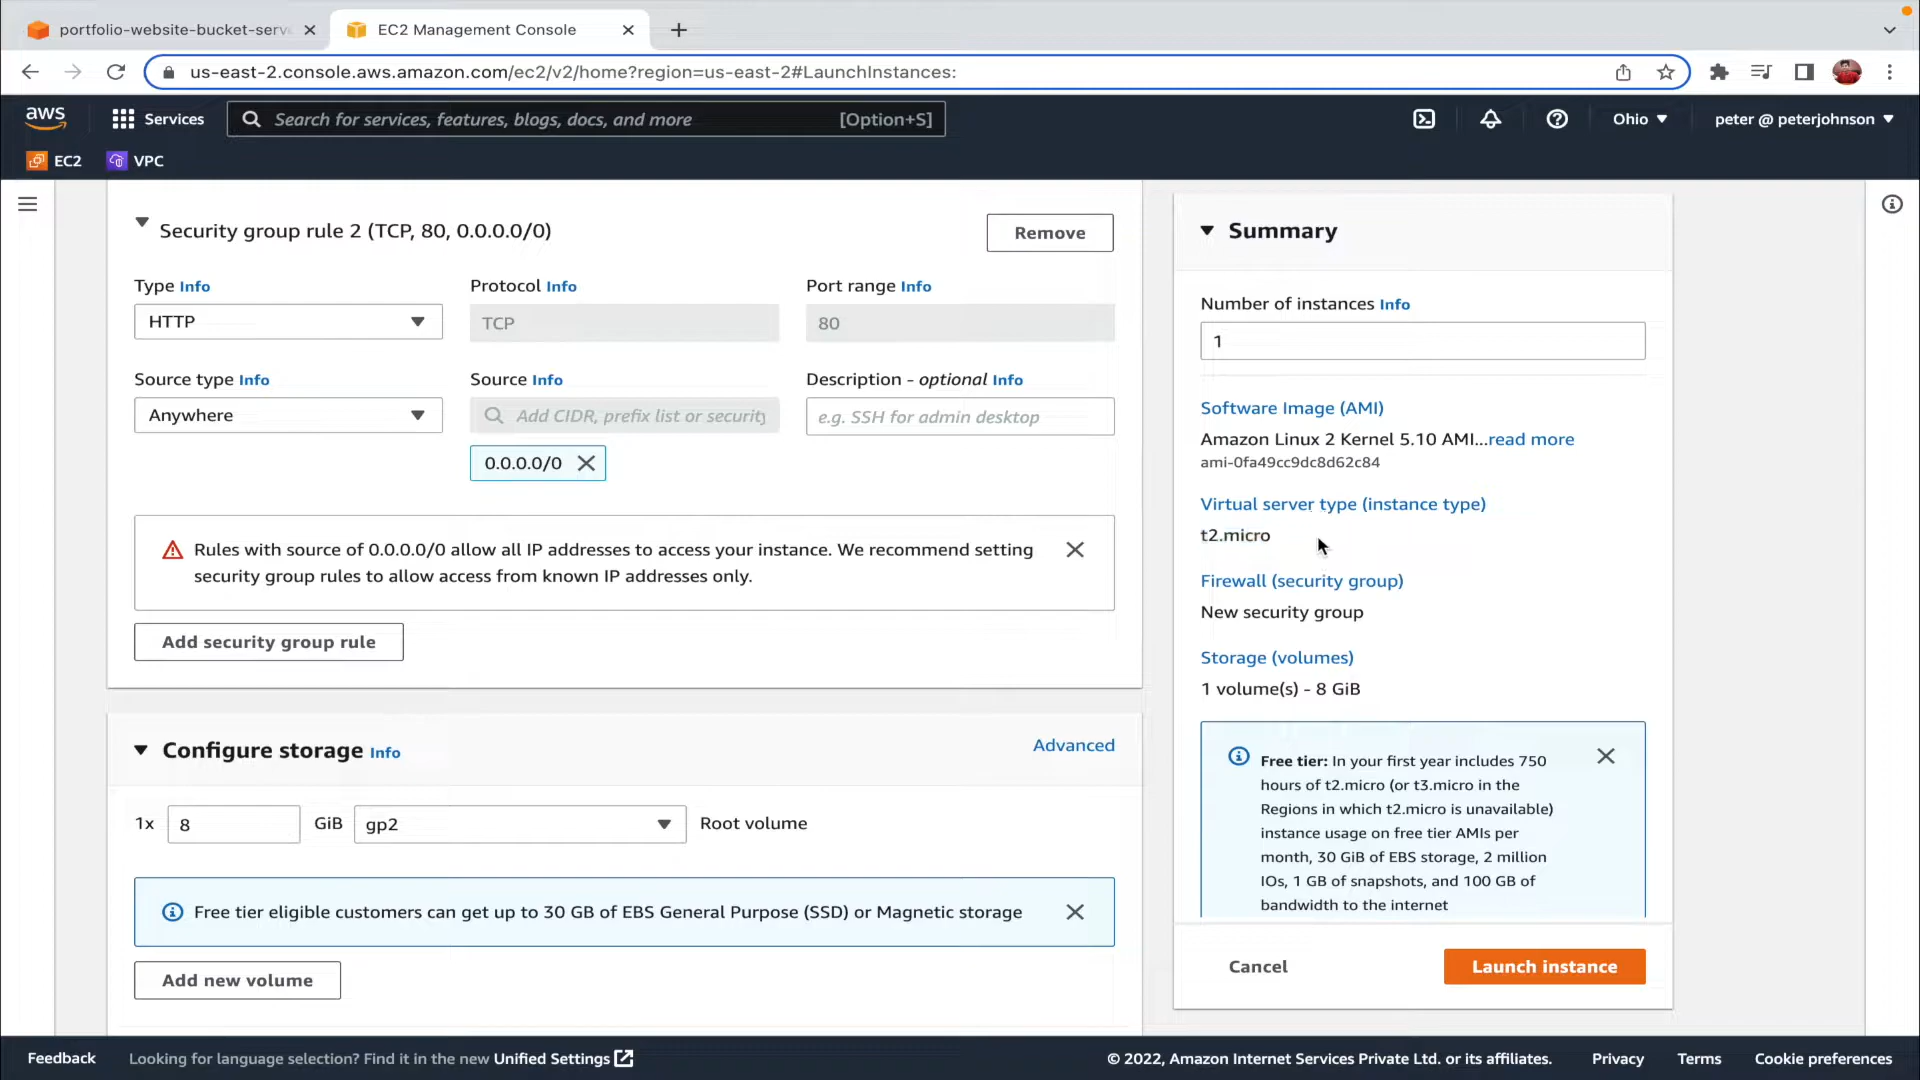 portfolio-website-bucket-serv
EC2 Management Console
us-east-2.console.aws.amazon.com/ec2/v2/home?region=us-east-2#LaunchInstances:
aws
Services
Search for services, features, blogs, docs, and more
[Option+S]
Ohio
peter @ peterjohnson
EC2
VPC
Security group rule 2 (TCP, 80, 0.0.0.0/0)
Remove
Type Info
Protocol Info
Port range Info
HTTP
TCP
80
Source type Info
Source Info
Description - optional Info
Anywhere
Add CIDR, prefix list or security
e.g. SSH for admin desktop
0.0.0.0/0
Rules with source of 0.0.0.0/0 allow all IP addresses to access your instance. We recommend setting
security group rules to allow access from known IP addresses only.
Add security group rule
Configure storage Info
Advanced
1x
8
GiB
gp2
Root volume
Free tier eligible customers can get up to 30 GB of EBS General Purpose (SSD) or Magnetic storage
Add new volume
Summary
Number of instances Info
1
Software Image (AMI)
Amazon Linux 2 Kernel 5.10 AMI...read more
ami-0fa49cc9dc8d62c84
Virtual server type (instance type)
t2.micro
Firewall (security group)
New security group
Storage (volumes)
1 volume(s) - 8 GiB
Free tier: In your first year includes 750
hours of t2.micro (or t3.micro in the
Regions in which t2.micro is unavailable)
instance usage on free tier AMIs per
month, 30 GiB of EBS storage, 2 million
IOs, 1 GB of snapshots, and 100 GB of
bandwidth to the internet
Cancel
Launch instance
Feedback
Looking for language selection? Find it in the new Unified Settings
© 2022, Amazon Internet Services Private Ltd. or its affiliates.
Privacy
Terms
Cookie preferences